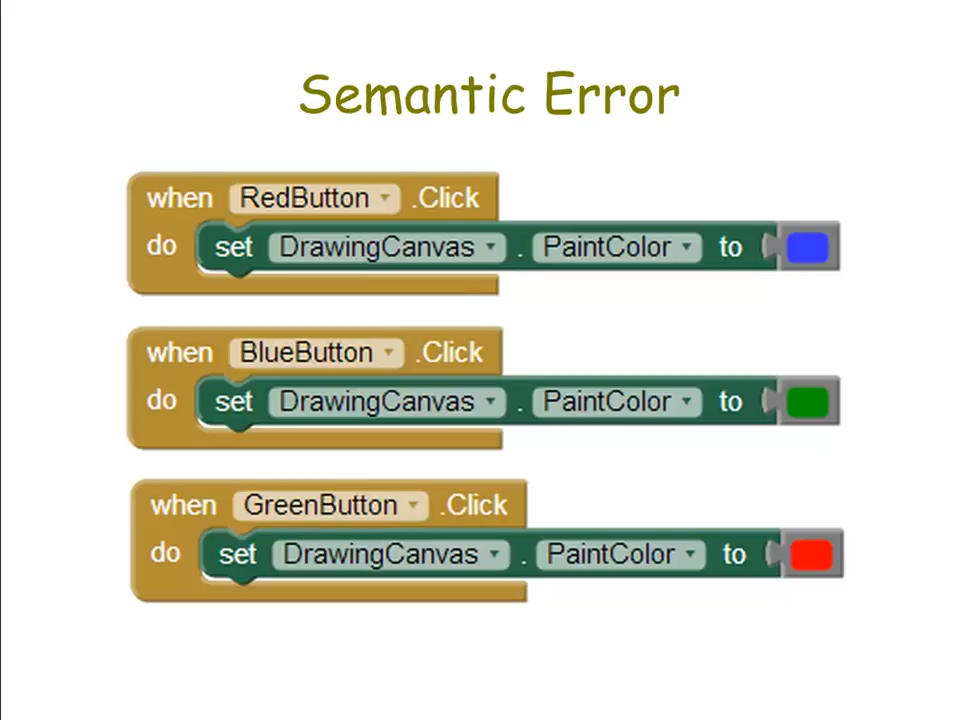 Semantic Error
when RedButton .Click
do set DrawingCanvas . PaintColor to
when BlueButton .Click
do set DrawingCanvas . PaintColor to
when GreenButton .Click
do set DrawingCanvas . PaintColor to